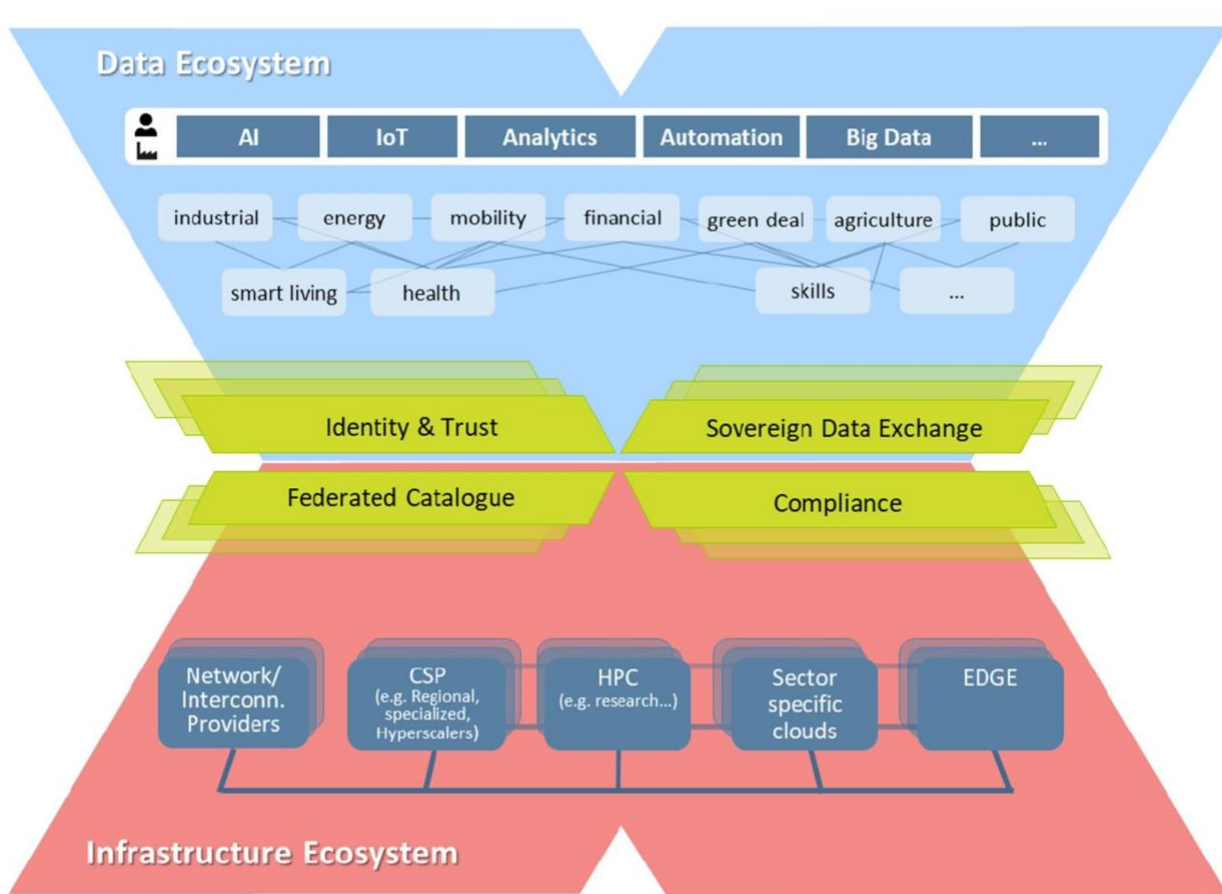 Data Ecosystem
AI IoT Analytics Automation Big Data ...
industrial energy mobility financial green deal agriculture public
smart living health skills ...
Identity & Trust
Sovereign Data Exchange
Federated Catalogue
Compliance
Network/
Interconn.
Providers
CSP
(e.g. Regional,
specialized,
Hyperscalers)
HPC
(e.g. research...)
Sector
specific
clouds
EDGE
Infrastructure Ecosystem